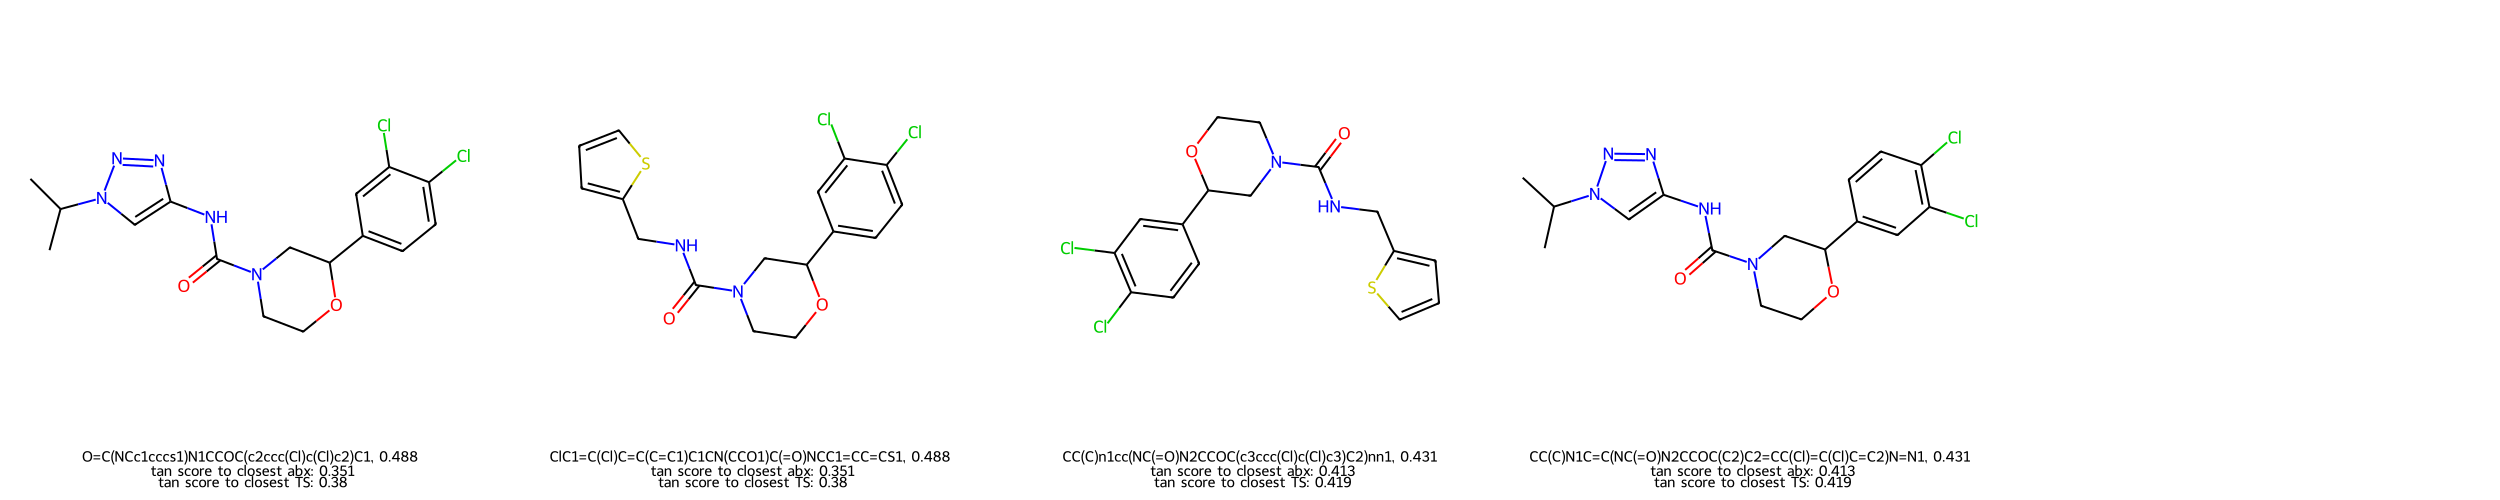 Cl
Cl
N
N
N
NH
O
N
O
Cl
Cl
S
NH
O
N
O
O
N
O
HN
Cl
Cl
S
N
N
N
NH
O
N
O
Cl
Cl
O=C(NCc1cccs1)N1CCOC(c2ccc(Cl)c(Cl)c2)C1, 0.488
tan score to closest abx: 0.351
tan score to closest TS: 0.38
ClC1=C(Cl)C=C(C=C1)C1CN(CCO1)C(=O)NCC1=CC=CS1, 0.488
tan score to closest abx: 0.351
tan score to closest TS: 0.38
CC(C)n1cc(NC(=O)N2CCOC(c3ccc(Cl)c(Cl)c3)C2)nn1, 0.431
tan score to closest abx: 0.413
tan score to closest TS: 0.419
CC(C)N1C=C(NC(=O)N2CCOC(C2)C2=CC(Cl)=C(Cl)C=C2)N=N1, 0.431
tan score to closest abx: 0.413
tan score to closest TS: 0.419